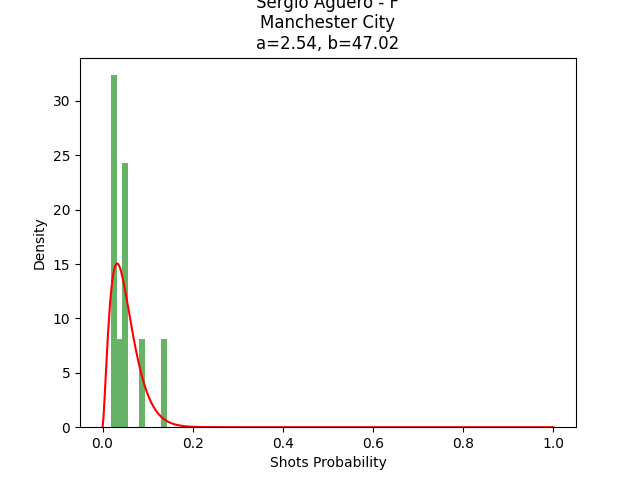 Sergio Aguero - F
Manchester City
a=2.54, b=47.02
30
25
20
15
10
5
0
Density
0.0 0.2 0.4 0.6 0.8 1.0
Shots Probability